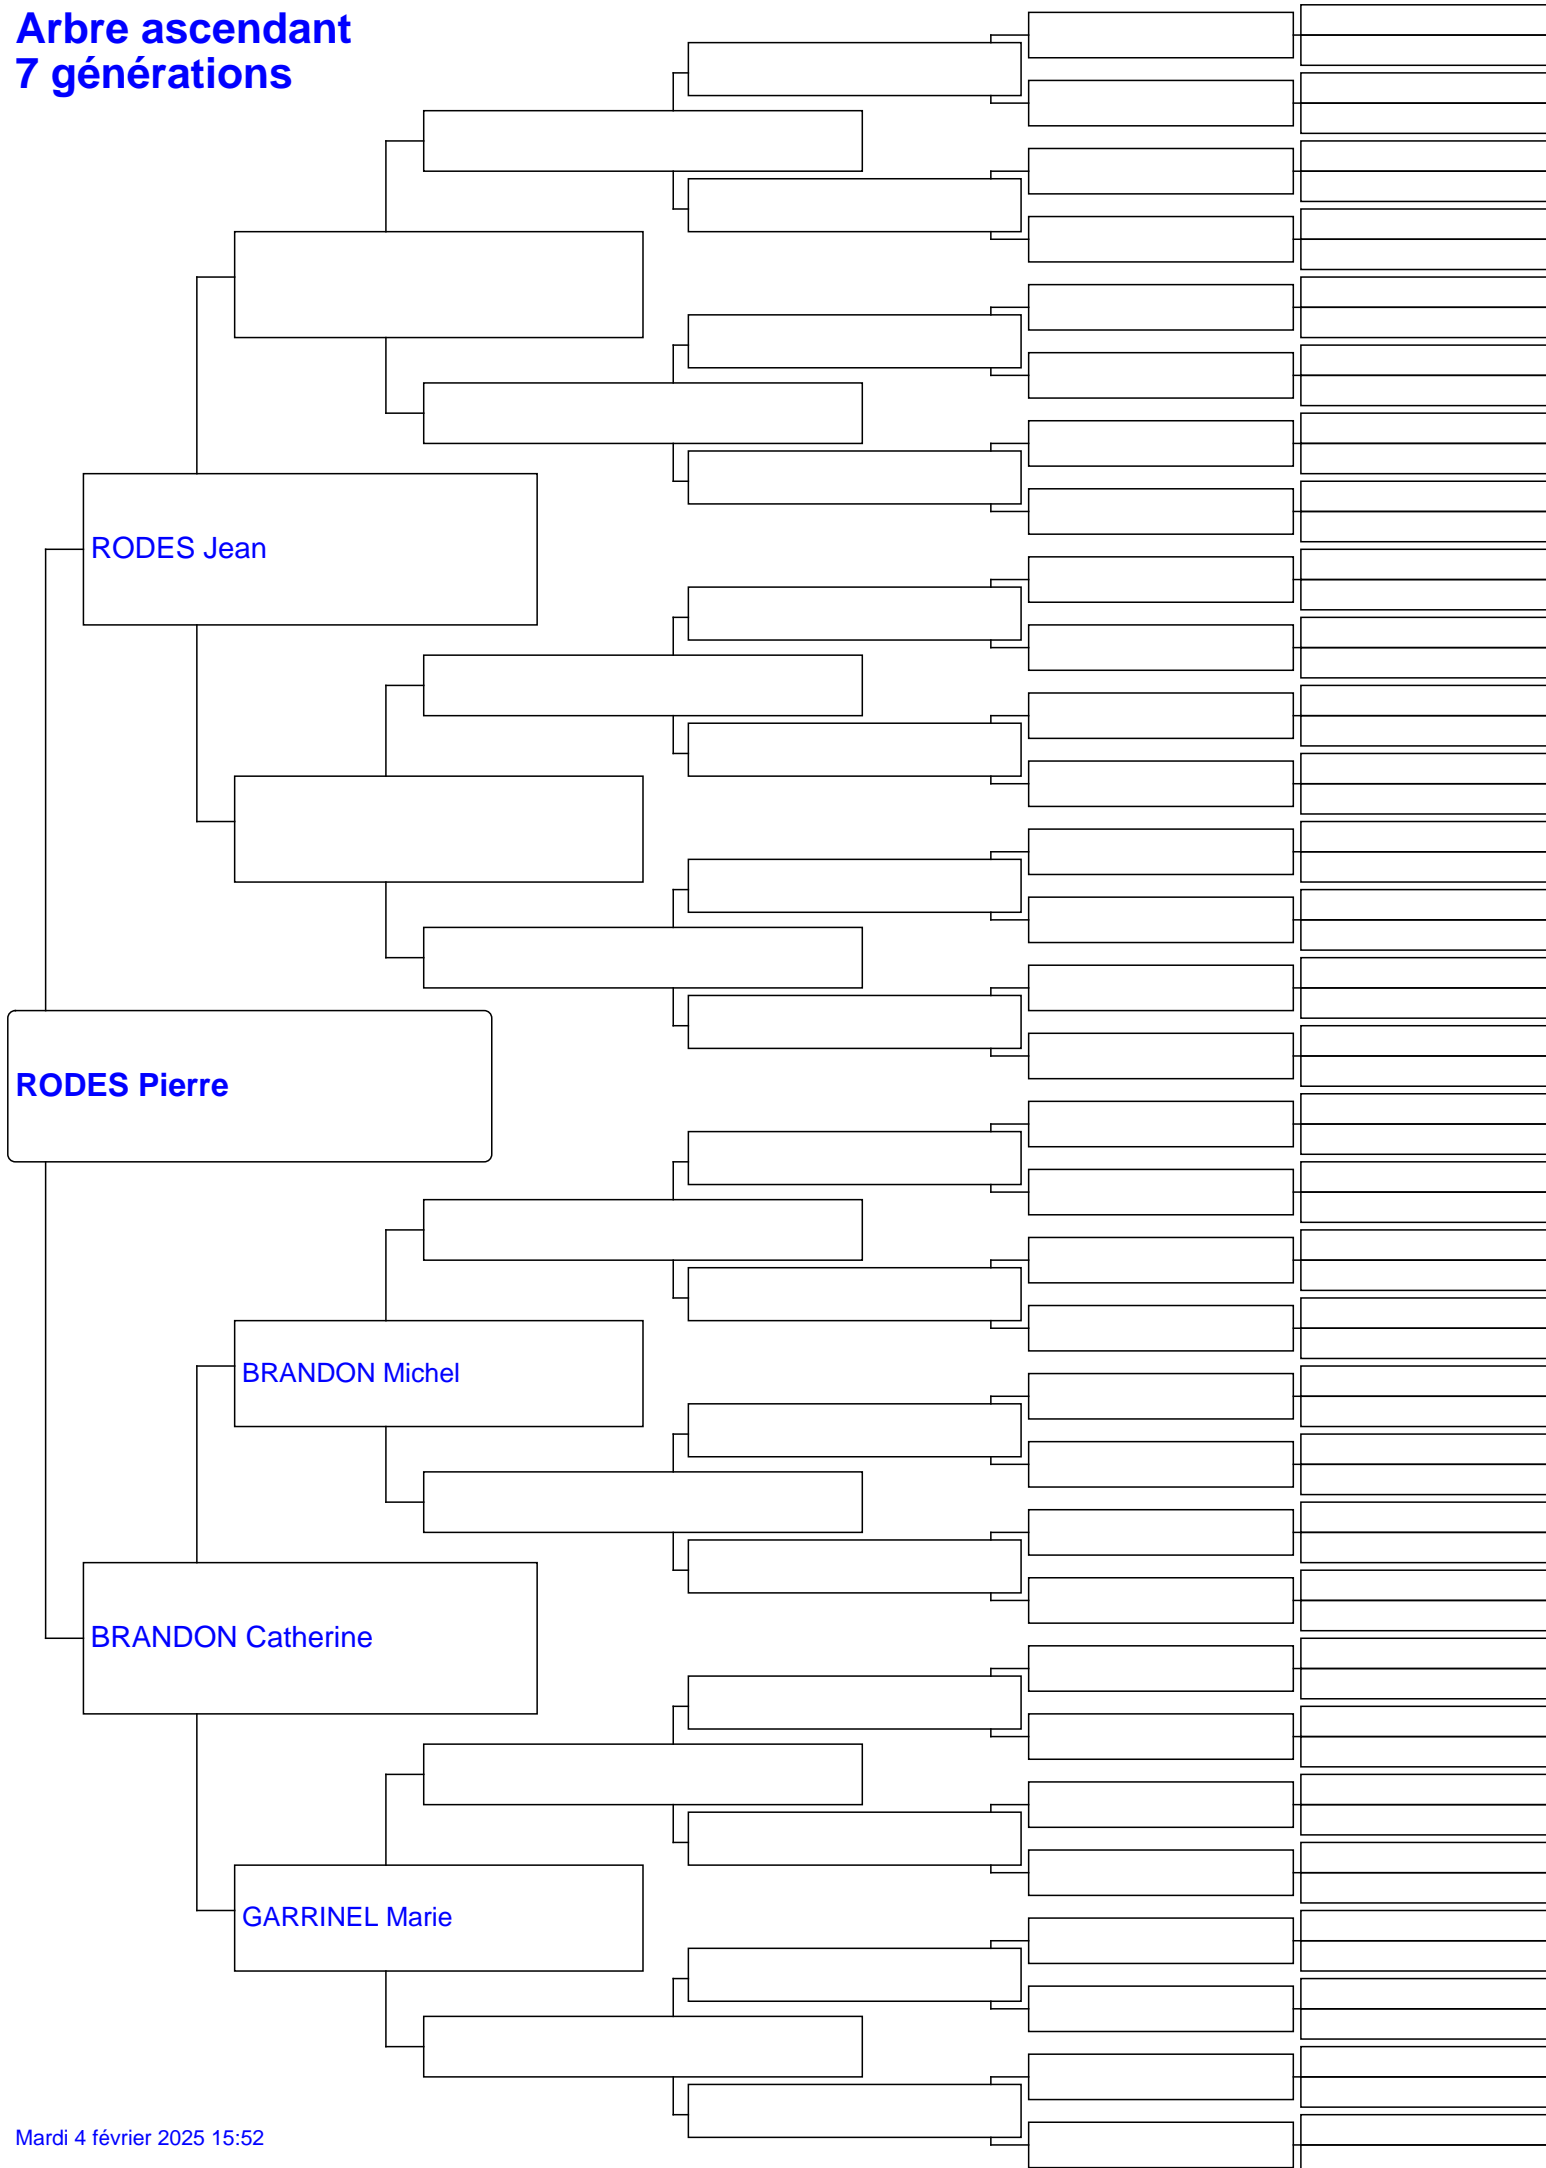 Arbre ascendant
7 générations
RODES Jean
RODES Pierre
BRANDON Michel
BRANDON Catherine
GARRINEL Marie
Mardi 4 février 2025 15:52